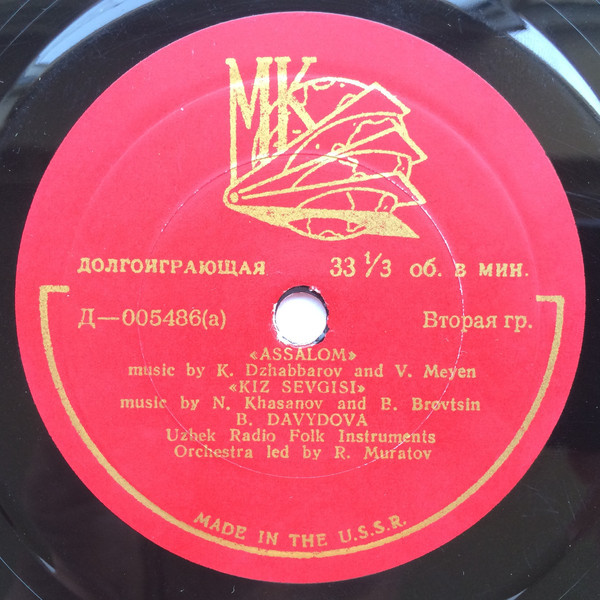 МК
ДОЛГОИГРАЮЩАЯ 33 1/3 об. в мин.
Д—005486(а) Вторая гр.
«ASSALOM»
music by K. Dzhabbarov and V. Meyen
«KIZ SEVGISI»
music by N. Khasanov and B. Brovtsin
B. DAVYDOVA
Uzbek Radio Folk Instruments
Orchestra led by R. Muratov
MADE IN THE U.S.S.R.